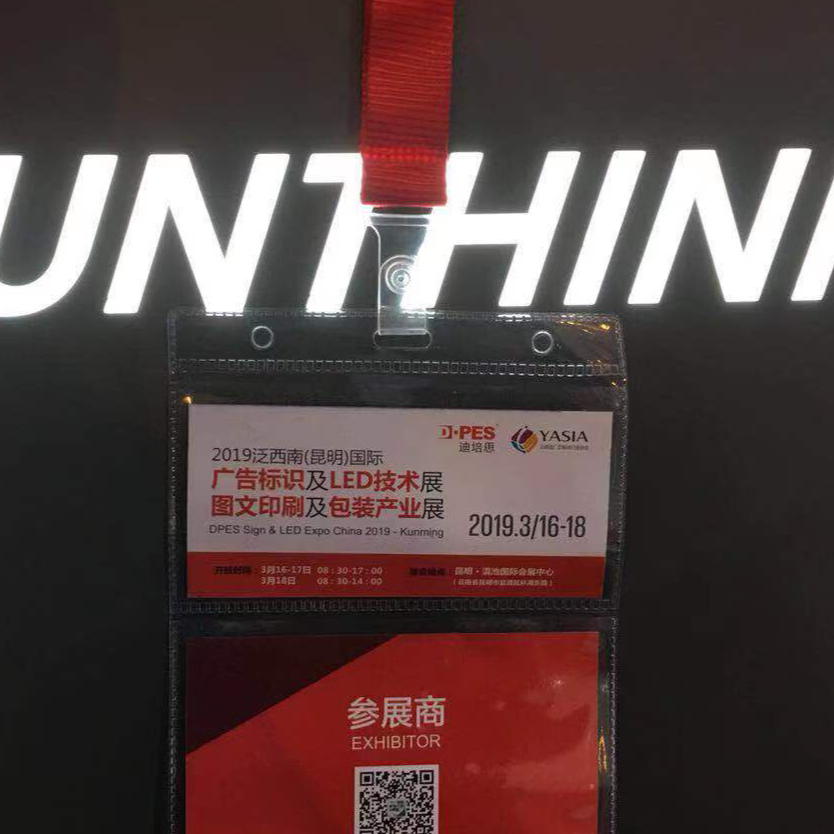 UNTHIN
D·PES
迪培思
YASIA
2019泛西南(昆明)国际
广告标识及LED技术展
图文印刷及包装产业展
DPES Sign & LED Expo China 2019 - Kunming
2019.3/16-18
开放时间：3月16-17日 08：30-17：00
3月18日 08：30-14：00
昆明·滇池国际会展中心
参展商
EXHIBITOR